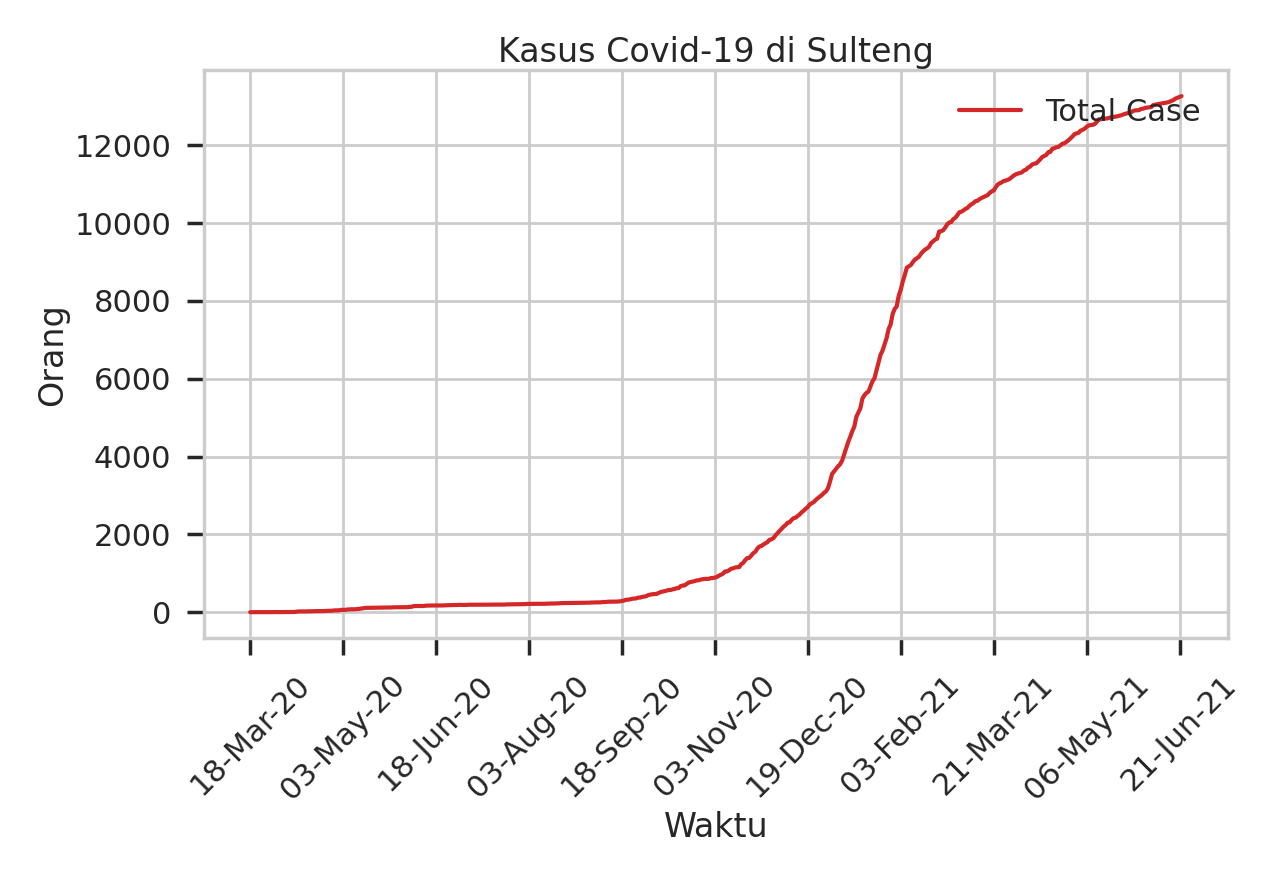 Kasus Covid-19 di Sulteng
Total Case
12000
10000
8000
6000
4000
2000
0
Orang
18-Mar-20
03-May-20
18-Jun-20
03-Aug-20
18-Sep-20
03-Nov-20
19-Dec-20
03-Feb-21
21-Mar-21
06-May-21
21-Jun-21
Waktu